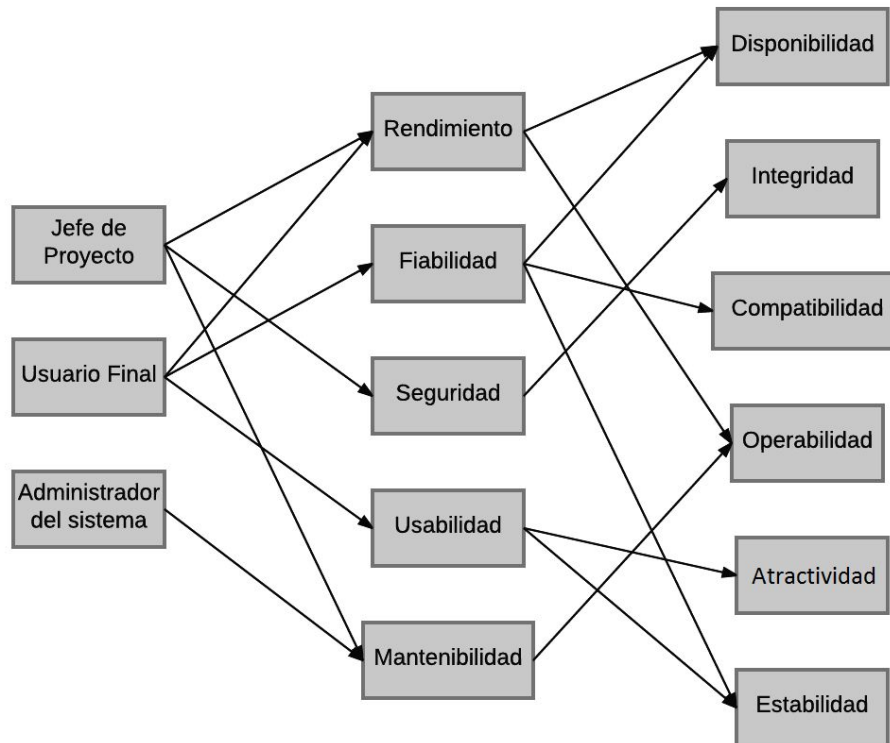 Jefe de
Proyecto
Usuario Final
Administrador
del sistema
Rendimiento
Fiabilidad
Seguridad
Usabilidad
Mantenibilidad
Disponibilidad
Integridad
Compatibilidad
Operabilidad
Atractividad
Estabilidad